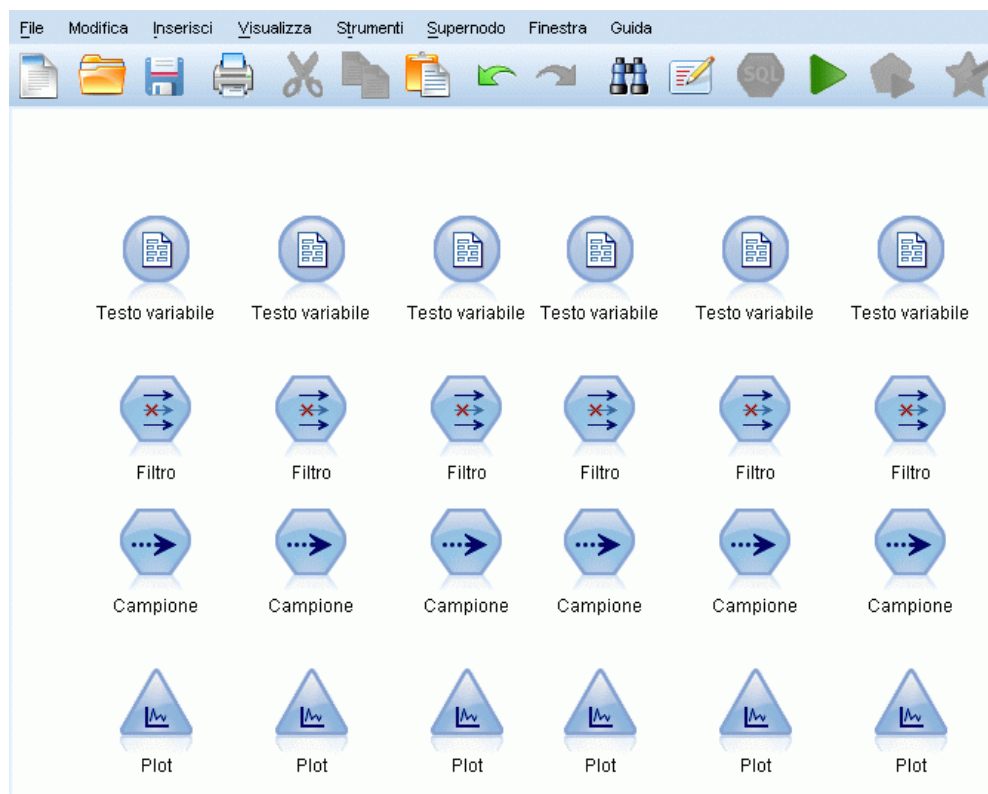 File Modifica Inserisci Visualizza Strumenti Supernodo Finestra Guida
SQL
Testo variabile Testo variabile Testo variabile Testo variabile Testo variabile Testo variabile
Filtro Filtro Filtro Filtro Filtro Filtro
Campione Campione Campione Campione Campione Campione
Plot Plot Plot Plot Plot Plot